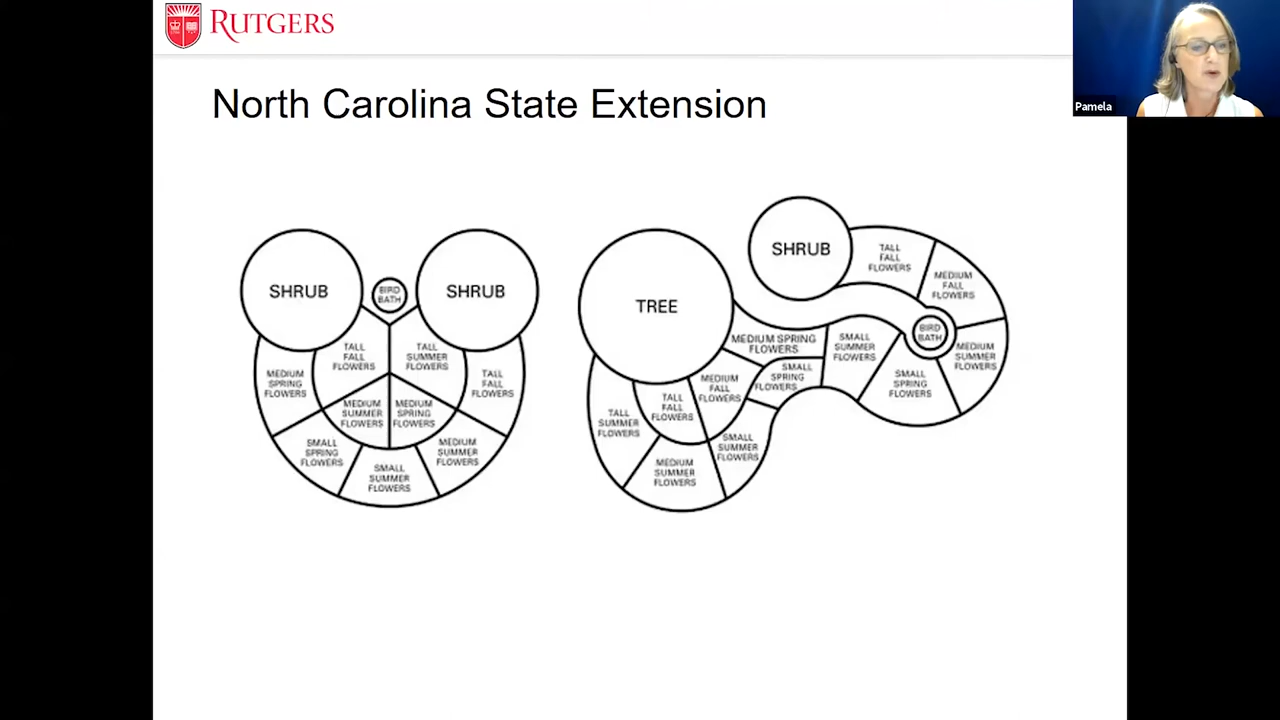 RUTGERS
Pamela
North Carolina State Extension
SHRUB
BIRD
BATH
SHRUB
TALL
FALL
FLOWERS
TALL
SUMMER
FLOWERS
MEDIUM
SPRING
FLOWERS
TALL
FALL
FLOWERS
MEDIUM
SUMMER
FLOWERS
MEDIUM
SPRING
FLOWERS
SMALL
SPRING
FLOWERS
SMALL
SUMMER
FLOWERS
MEDIUM
SUMMER
FLOWERS
TREE
SHRUB
TALL
FALL
FLOWERS
MEDIUM
FALL
FLOWERS
BIRD
BATH
MEDIUM
SUMMER
FLOWERS
SMALL
SPRING
FLOWERS
SMALL
SUMMER
FLOWERS
MEDIUM SPRING
FLOWERS
SMALL
SPRING
FLOWERS
MEDIUM
FALL
FLOWERS
TALL
FALL
FLOWERS
TALL
SUMMER
FLOWERS
MEDIUM
SUMMER
FLOWERS
SMALL
SUMMER
FLOWERS